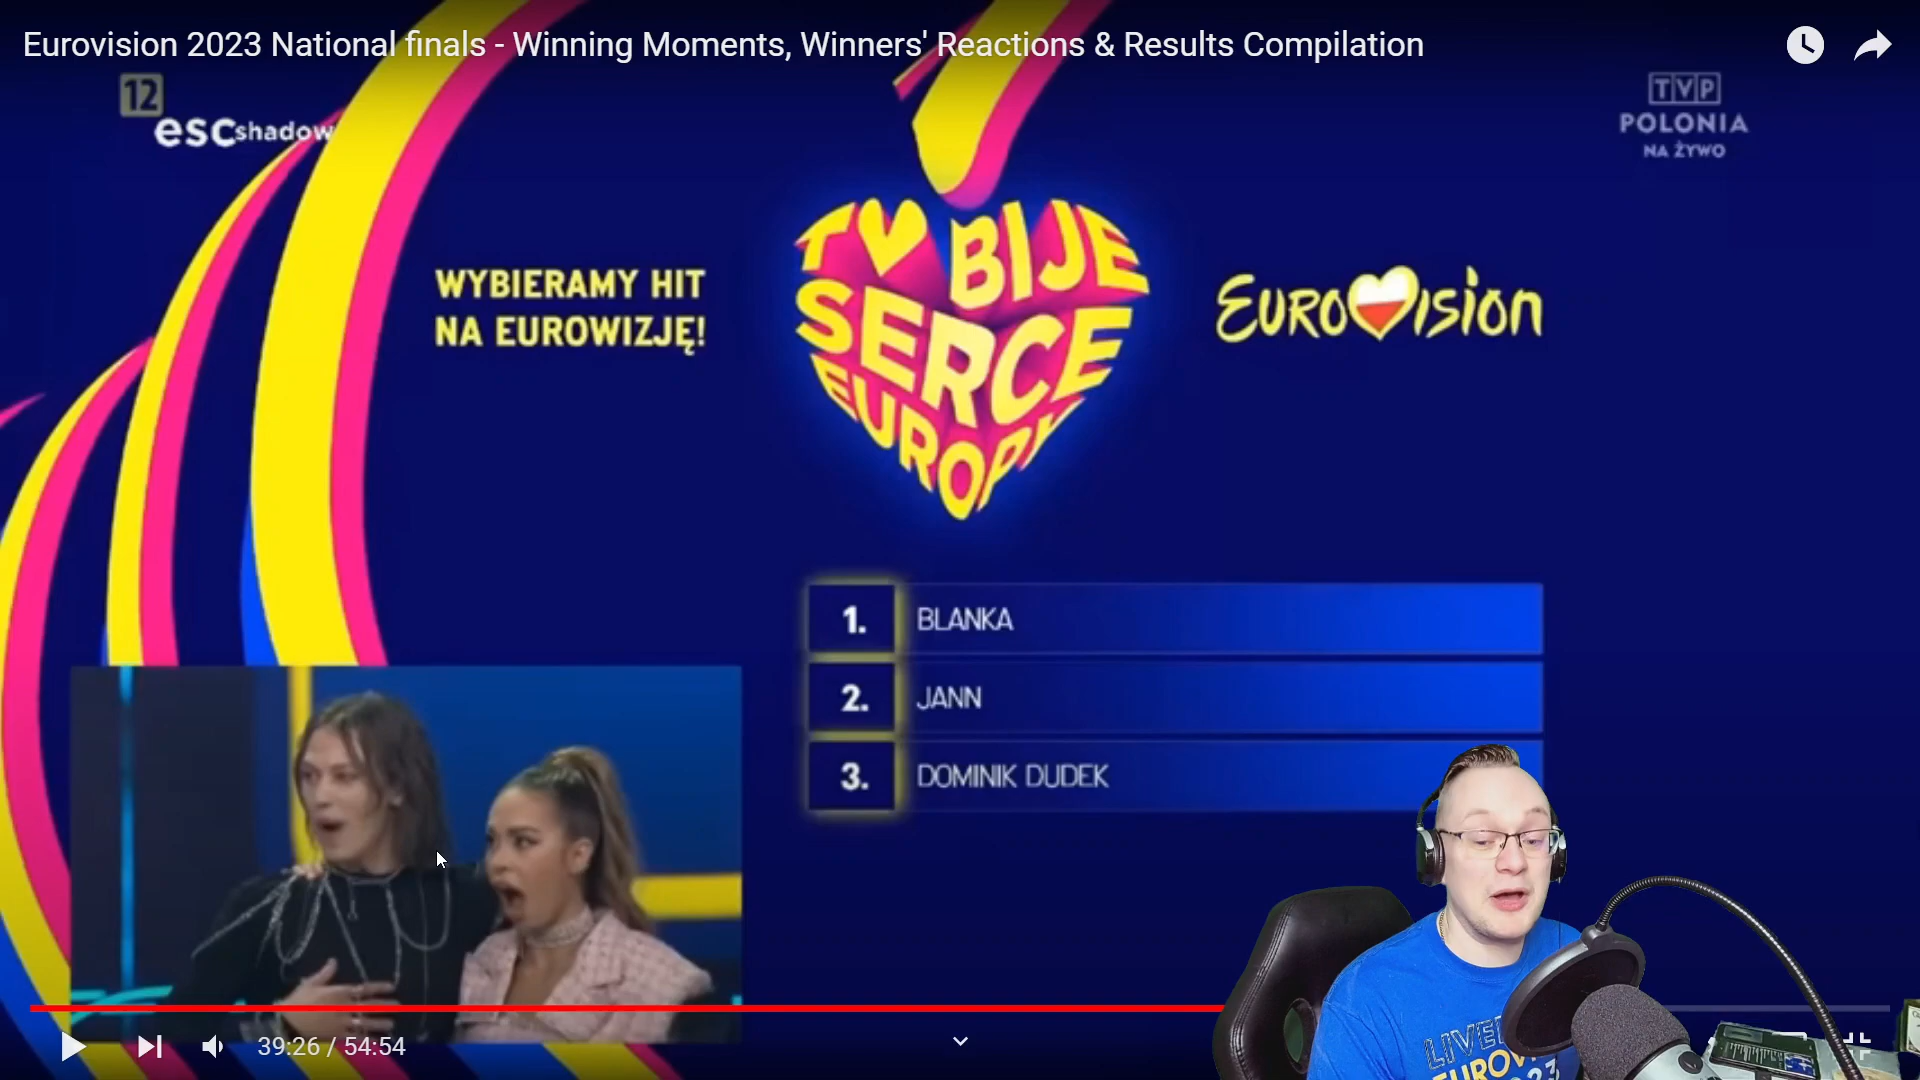 Eurovision 2023 National finals - Winning Moments, Winners' Reactions & Results Compilation
12
escshadow
TVP
POLONIA
NA ŻYWO
WYBIERAMY HIT
NA EUROWIZJĘ!
TU BIJE
SERCE
EUROPY
EUROVISION
1. BLANKA
2. JANN
3. DOMINIK DUDEK
39:26 / 54:54